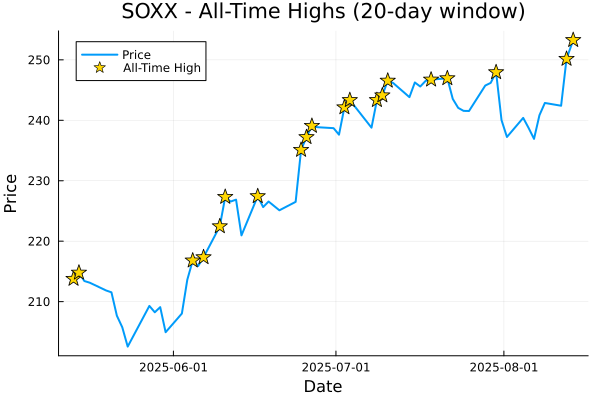 SOXX - All-Time Highs (20-day window)
Price
All-Time High
Price
250
240
230
220
210
2025-06-01
2025-07-01
2025-08-01
Date